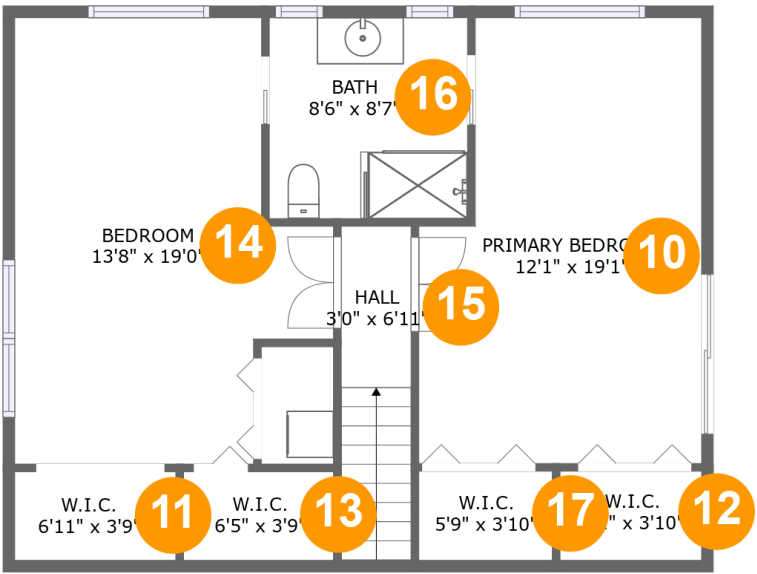 BATH
8'6" x 8'7"
16
BEDROOM
13'8" x 19'0"
14
PRIMARY
12'1" x 19'1"
10
HALL
3'0" x 6'11"
15
W.I.C.
6'11" x 3'9"
11
W.I.C.
6'5" x 3'9"
13
W.I.C.
5'9" x 3'10"
17
W.I.C.
x 3'10"
12